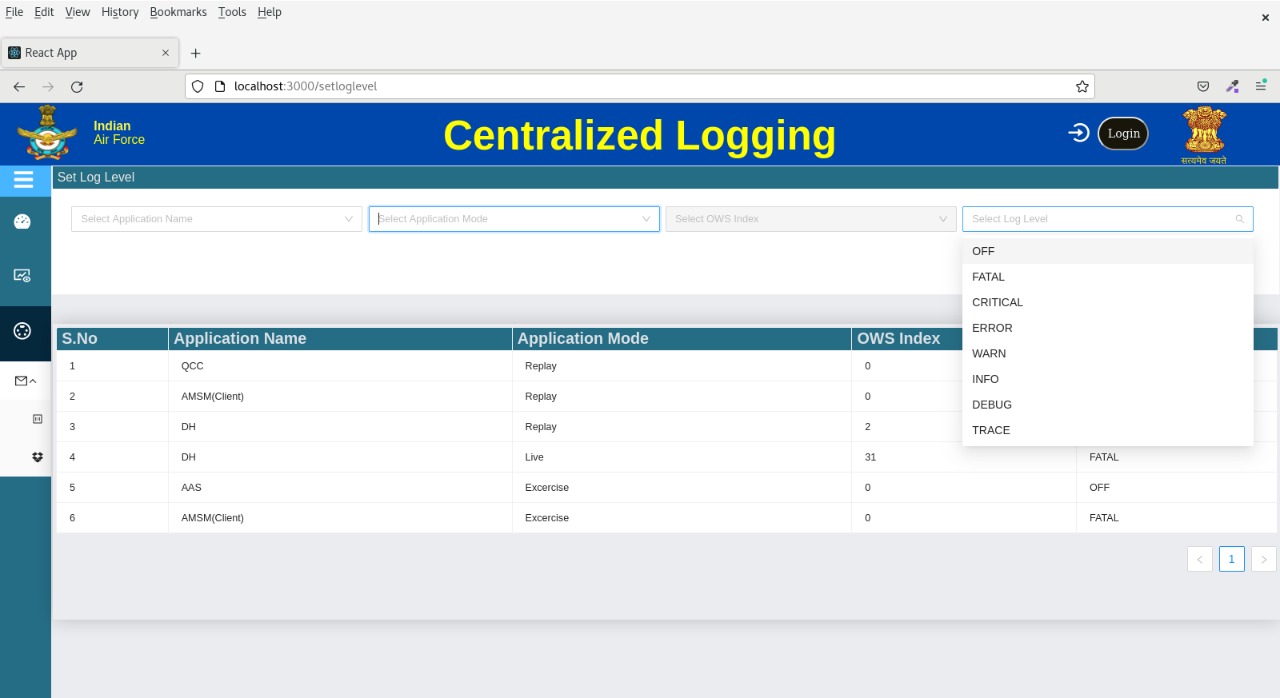 File Edit View History Bookmarks Tools Help
React App
localhost:3000/setloglevel
Indian
Air Force
Centralized Logging
Login
सत्यमेव जयते
Set Log Level
Select Application Name Select Application Mode Select OWS Index Select Log Level
OFF
FATAL
CRITICAL
ERROR
WARN
INFO
DEBUG
TRACE
S.No Application Name Application Mode OWS Index
1 QCC Replay 0
2 AMSM(Client) Replay 0
3 DH Replay 2
4 DH Live 31 FATAL
5 AAS Excercise 0 OFF
6 AMSM(Client) Excercise 0 FATAL
1